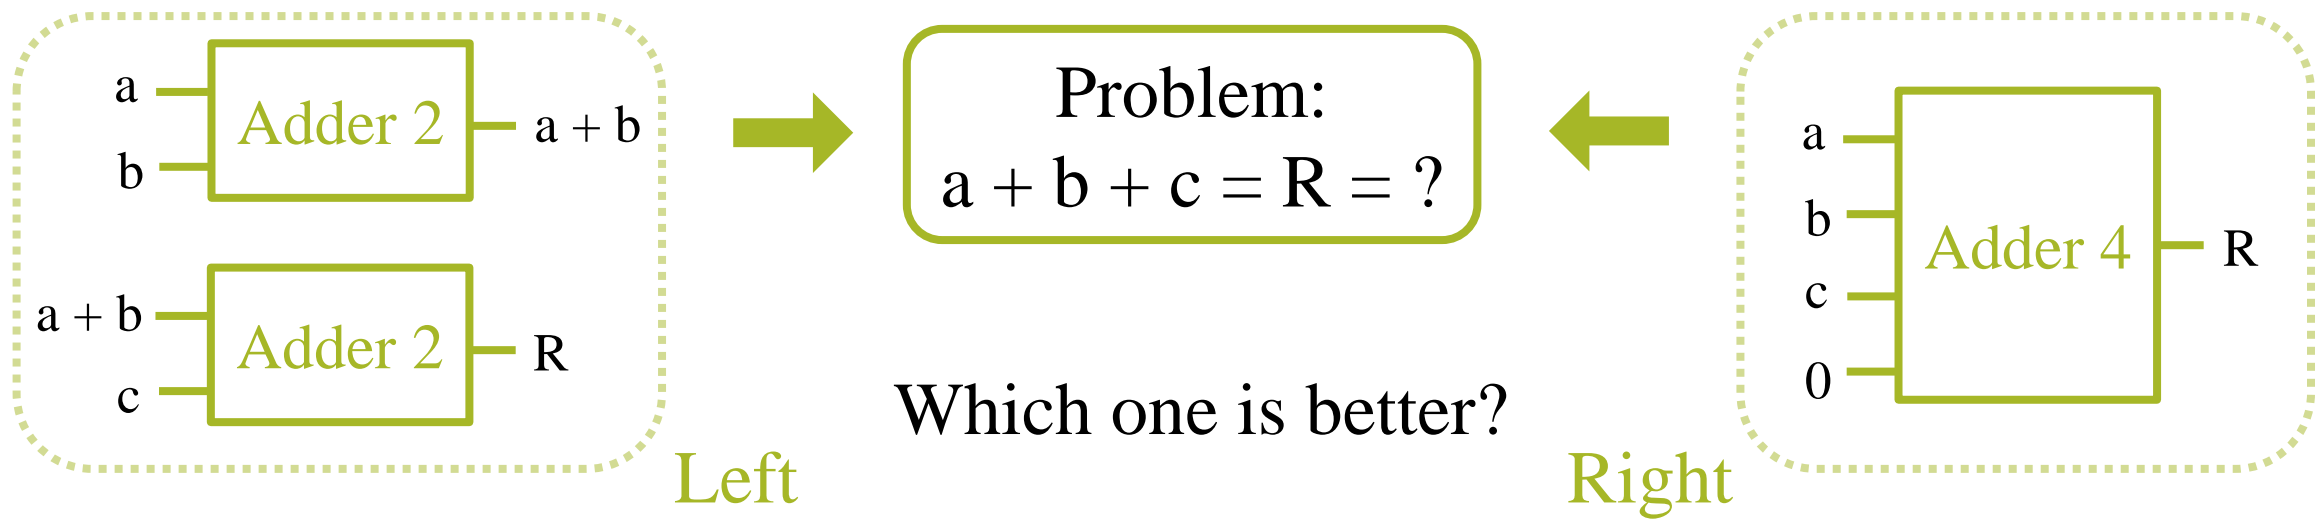 a
Adder 2
a + b
b
a + b
Adder 2
R
c
Left
Problem:
a + b + c = R = ?
Which one is better?
a
b
Adder 4
R
c
0
Right